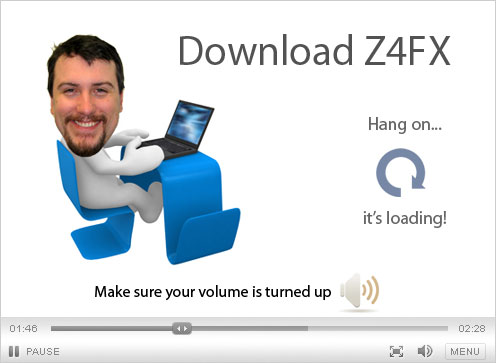 Download Z4FX
Hang on...
it's loading!
Make sure your volume is turned up
01:46
02:28
PAUSE
MENU